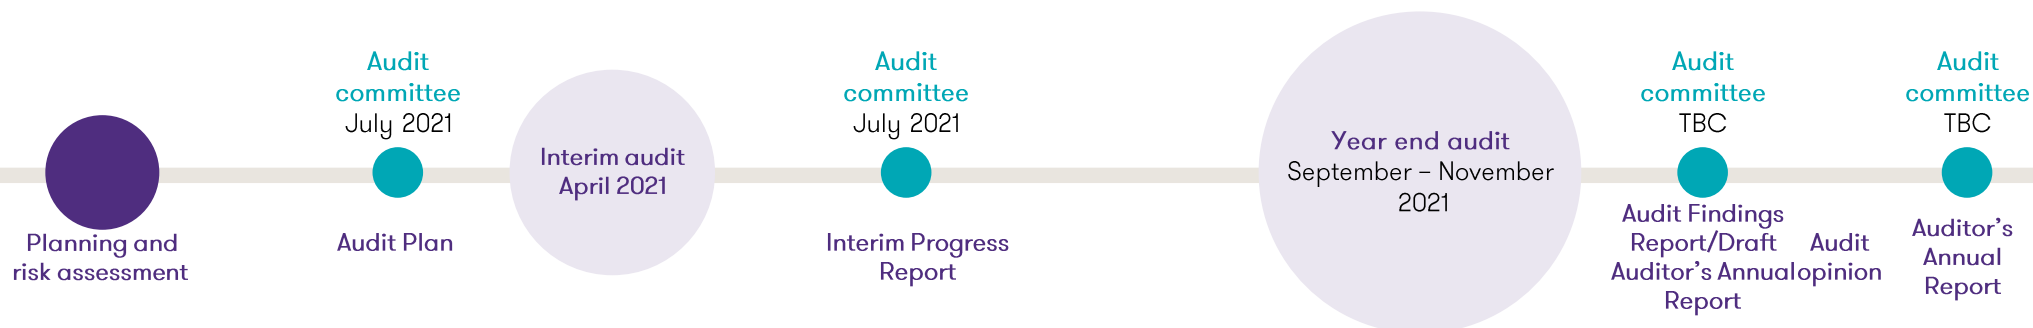 Planning and
risk assessment
Audit
committee
July 2021
Audit Plan
Interim audit
April 2021
Audit
committee
July 2021
Interim Progress
Report
Year end audit
September – November
2021
Audit
committee
TBC
Audit Findings
Report/Draft
Auditor’s Annual
Report
Audit
opinion
Audit
committee
TBC
Auditor’s
Annual
Report